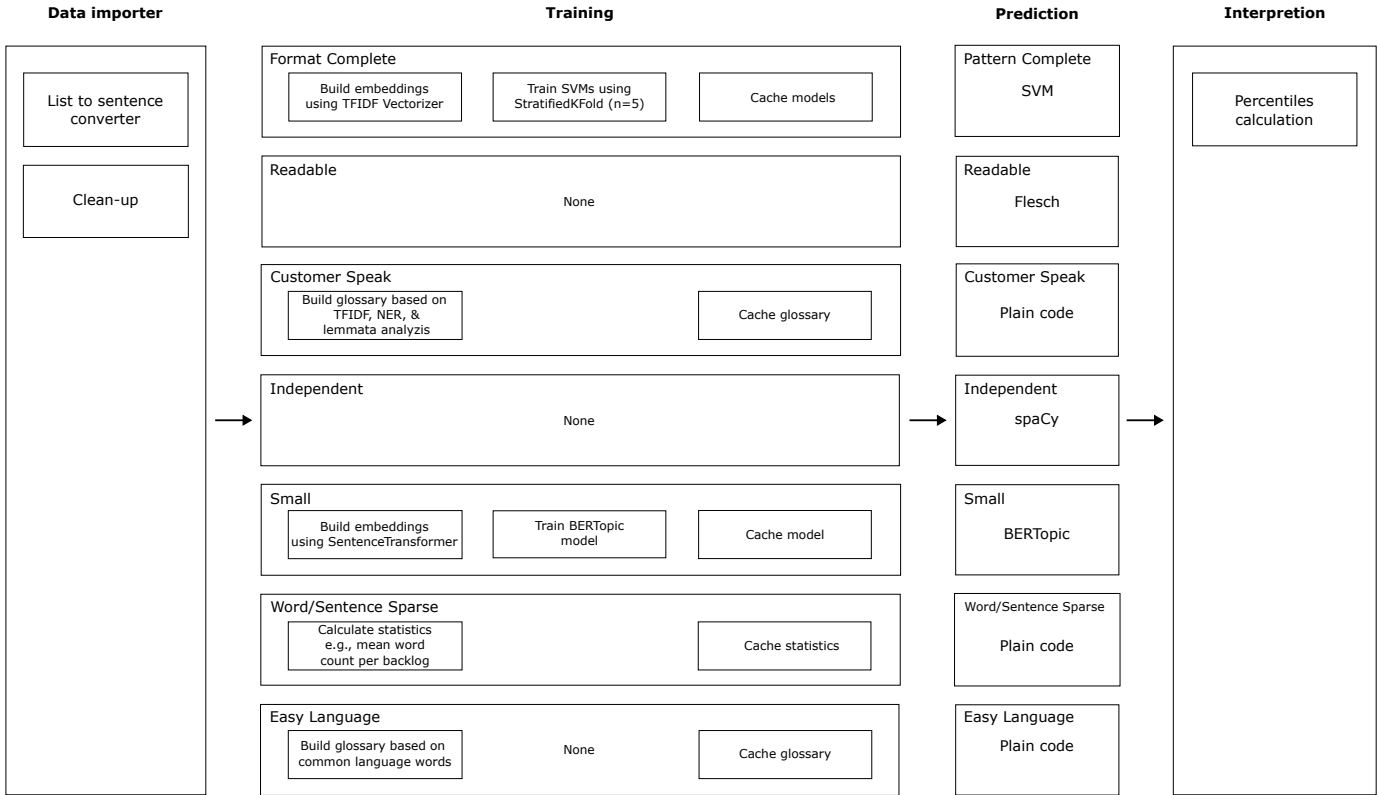 Data importer
Training
Prediction
Interpretion
List to sentence
converter
Clean-up
Format Complete
Build embeddings
using TFIDF Vectorizer
Train SVMs using
StratifiedKFold (n=5)
Cache models
Readable
None
Customer Speak
Build glossary based on
TFIDF, NER, &
lemmata analyzis
Cache glossary
Independent
None
Small
Build embeddings
using SentenceTransformer
Train BERTopic
model
Cache model
Word/Sentence Sparse
Calculate statistics
e.g., mean word
count per backlog
Cache statistics
Easy Language
Build glossary based on
common language words
None
Cache glossary
Pattern Complete
SVM
Readable
Flesch
Customer Speak
Plain code
Independent
spaCy
Small
BERTopic
Word/Sentence Sparse
Plain code
Easy Language
Plain code
Percentiles
calculation